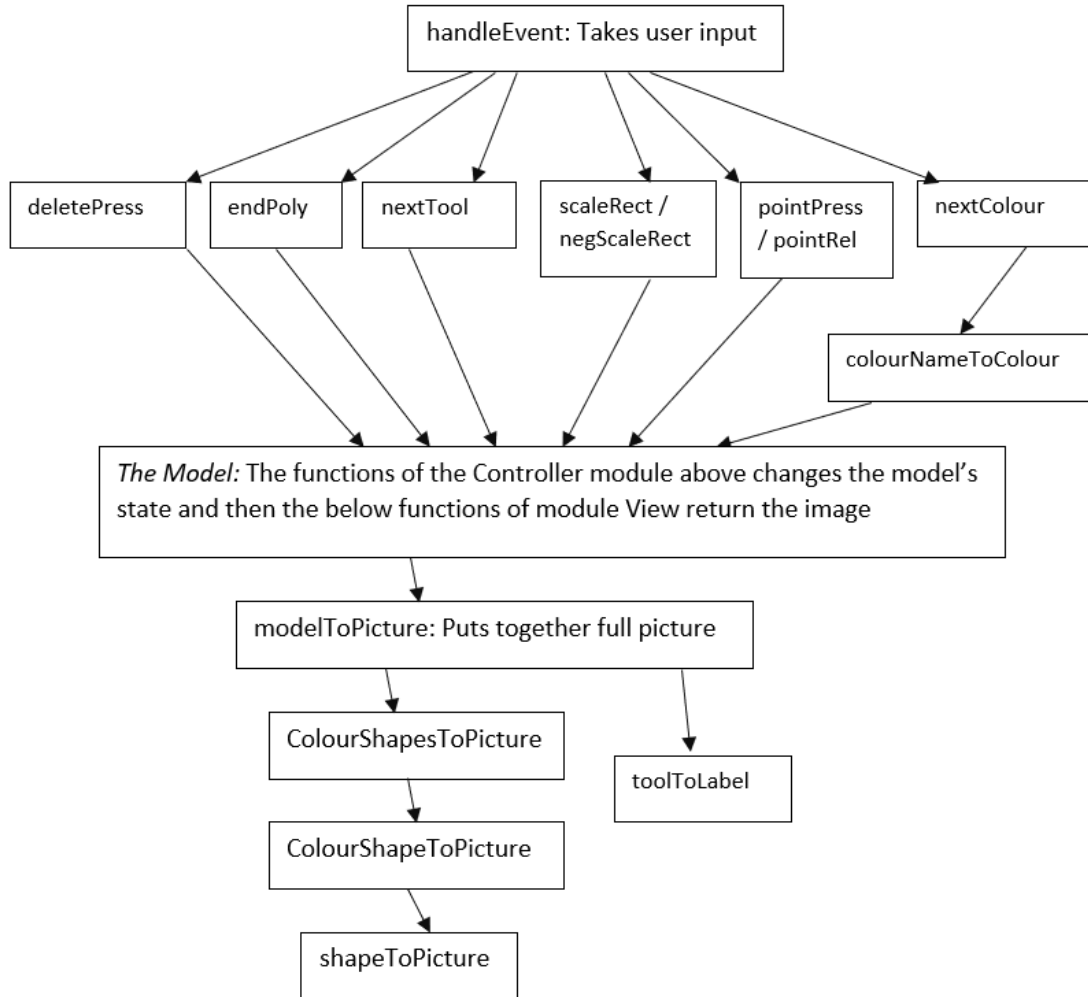 handleEvent: Takes user input
deletePress
endPoly
nextTool
scaleRect /
negScaleRect
pointPress
/ pointRel
nextColour
colourNameToColour
The Model: The functions of the Controller module above changes the model’s
state and then the below functions of module View return the image
modelToPicture: Puts together full picture
ColourShapesToPicture
toolToLabel
ColourShapeToPicture
shapeToPicture